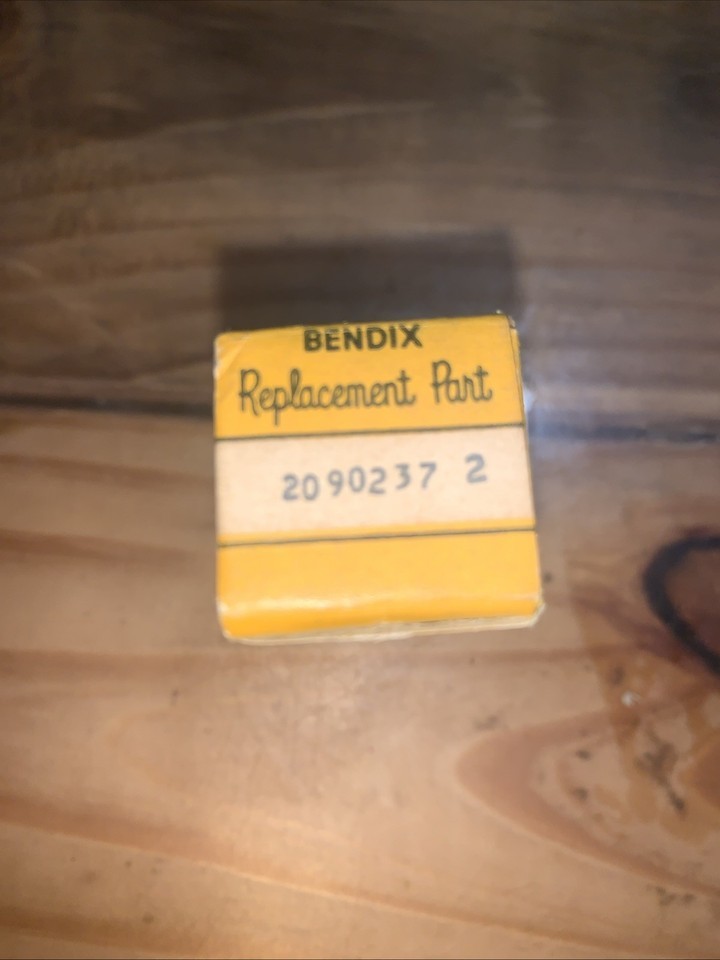 BENDIX
Replacement Part
2090237 2